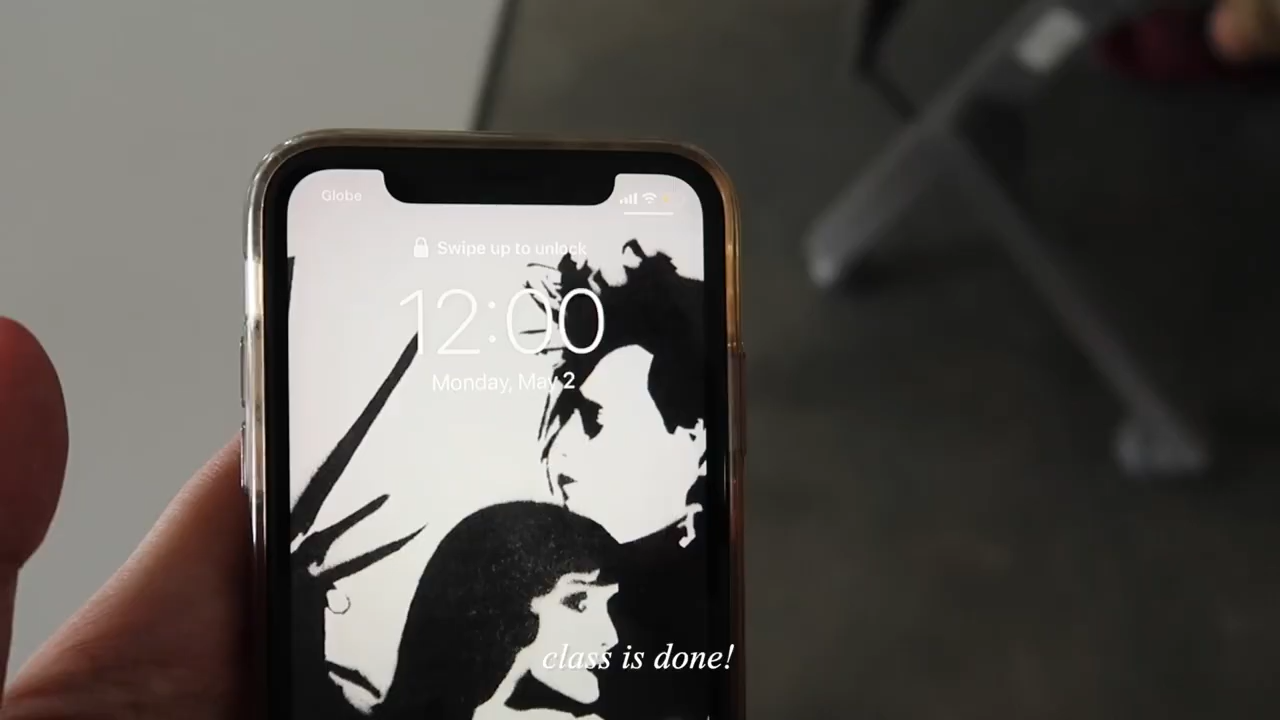 Globe
Swipe up to unlock
12:00
Monday, May 2
class is done!